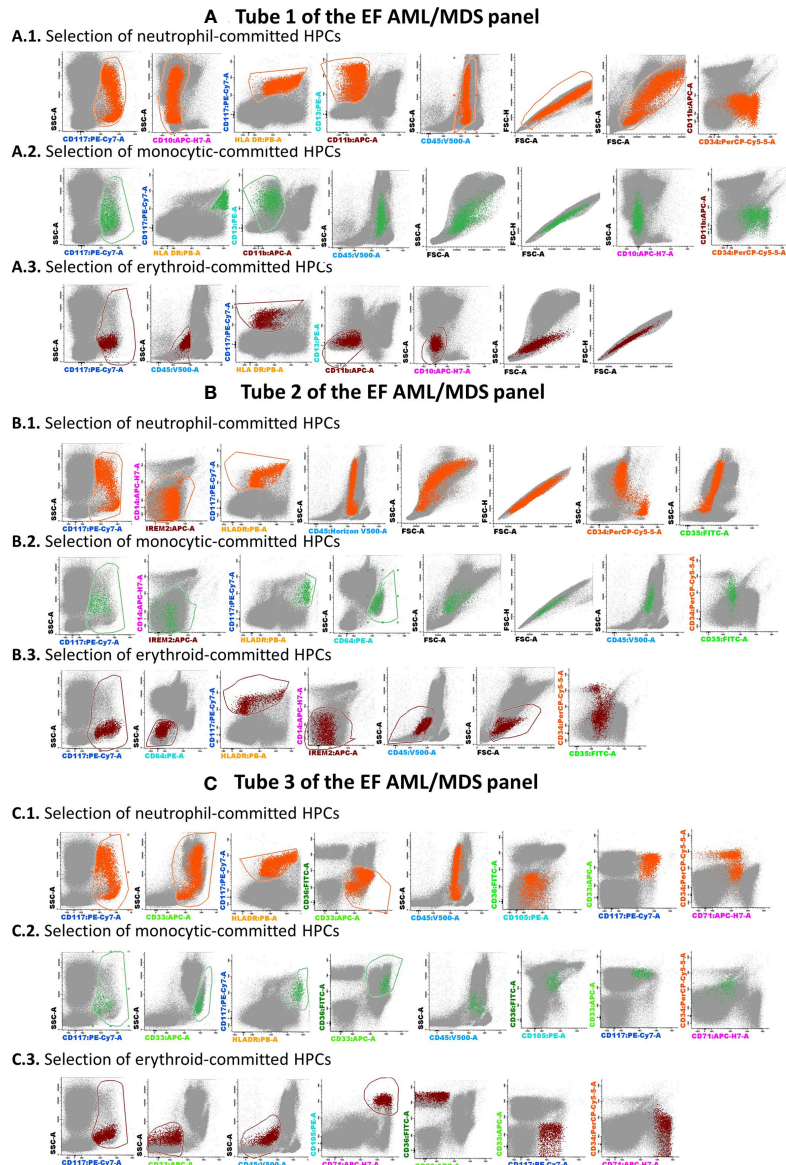 A Tube 1 of the EF AML/MDS panel
A.1. Selection of neutrophil-committed HPCs
SSC-A
CD117:PE-Cy7-A
SSC-A
CD10:APC-H7-A
CD117:PE-Cy7-A
HLA DR:PB-A
CD13:PE-A
CD11b:APC-A
SSC-A
CD45:V500-A
FSC-H
FSC-A
SSC-A
FSC-A
CD11b:APC-A
CD34:PerCP-Cy5-5-A
A.2. Selection of monocytic-committed HPCs
SSC-A
CD117:PE-Cy7-A
CD117:PE-Cy7-A
HLA DR:PB-A
CD13:PE-A
CD11b:APC-A
SSC-A
CD45:V500-A
SSC-A
FSC-A
FSC-H
FSC-A
SSC-A
CD10:APC-H7-A
CD11b:APC-A
CD34:PerCP-Cy5-5-A
A.3. Selection of erythroid-committed HPCs
SSC-A
CD117:PE-Cy7-A
SSC-A
CD45:V500-A
CD117:PE-Cy7-A
HLA DR:PB-A
CD13:PE-A
CD11b:APC-A
SSC-A
CD10:APC-H7-A
SSC-A
FSC-A
FSC-H
FSC-A
B Tube 2 of the EF AML/MDS panel
B.1. Selection of neutrophil-committed HPCs
SSC-A
CD117:PE-Cy7-A
CD14:APC-H7-A
IREM2:APC-A
CD117:PE-Cy7-A
HLADR:PB-A
SSC-A
CD45:Horizon V500-A
SSC-A
FSC-A
FSC-H
FSC-A
SSC-A
CD34:PerCP-Cy5-5-A
SSC-A
CD35:FITC-A
B.2. Selection of monocytic-committed HPCs
SSC-A
CD117:PE-Cy7-A
CD14:APC-H7-A
IREM2:APC-A
CD117:PE-Cy7-A
HLADR:PB-A
SSC-A
CD64:PE-A
SSC-A
FSC-A
FSC-H
FSC-A
SSC-A
CD45:V500-A
CD34:PerCP-Cy5-5-A
CD35:FITC-A
B.3. Selection of erythroid-committed HPCs
SSC-A
CD117:PE-Cy7-A
SSC-A
CD64:PE-A
CD117:PE-Cy7-A
HLADR:PB-A
CD14:APC-H7-A
IREM2:APC-A
SSC-A
CD45:V500-A
SSC-A
FSC-A
CD34:PerCP-Cy5-5-A
CD35:FITC-A
C Tube 3 of the EF AML/MDS panel
C.1. Selection of neutrophil-committed HPCs
SSC-A
CD117:PE-Cy7-A
SSC-A
CD33:APC-A
CD117:PE-Cy7-A
HLADR:PB-A
CD36:FITC-A
CD33:APC-A
SSC-A
CD45:V500-A
CD36:FITC-A
CD105:PE-A
CD33:APC-A
CD117:PE-Cy7-A
CD34:PerCP-Cy5-5-A
CD71:APC-H7-A
C.2. Selection of monocytic-committed HPCs
SSC-A
CD117:PE-Cy7-A
SSC-A
CD33:APC-A
CD117:PE-Cy7-A
HLADR:PB-A
CD36:FITC-A
CD33:APC-A
SSC-A
CD45:V500-A
CD36:FITC-A
CD105:PE-A
CD33:APC-A
CD117:PE-Cy7-A
CD34:PerCP-Cy5-5-A
CD71:APC-H7-A
C.3. Selection of erythroid-committed HPCs
SSC-A
CD117:PE-Cy7-A
SSC-A
CD33:APC-A
SSC-A
CD45:V500-A
CD105:PE-A
CD71:APC-H7-A
CD36:FITC-A
CD33:APC-A
CD117:PE-Cy7-A
CD34:PerCP-Cy5-5-A
CD71:APC-H7-A